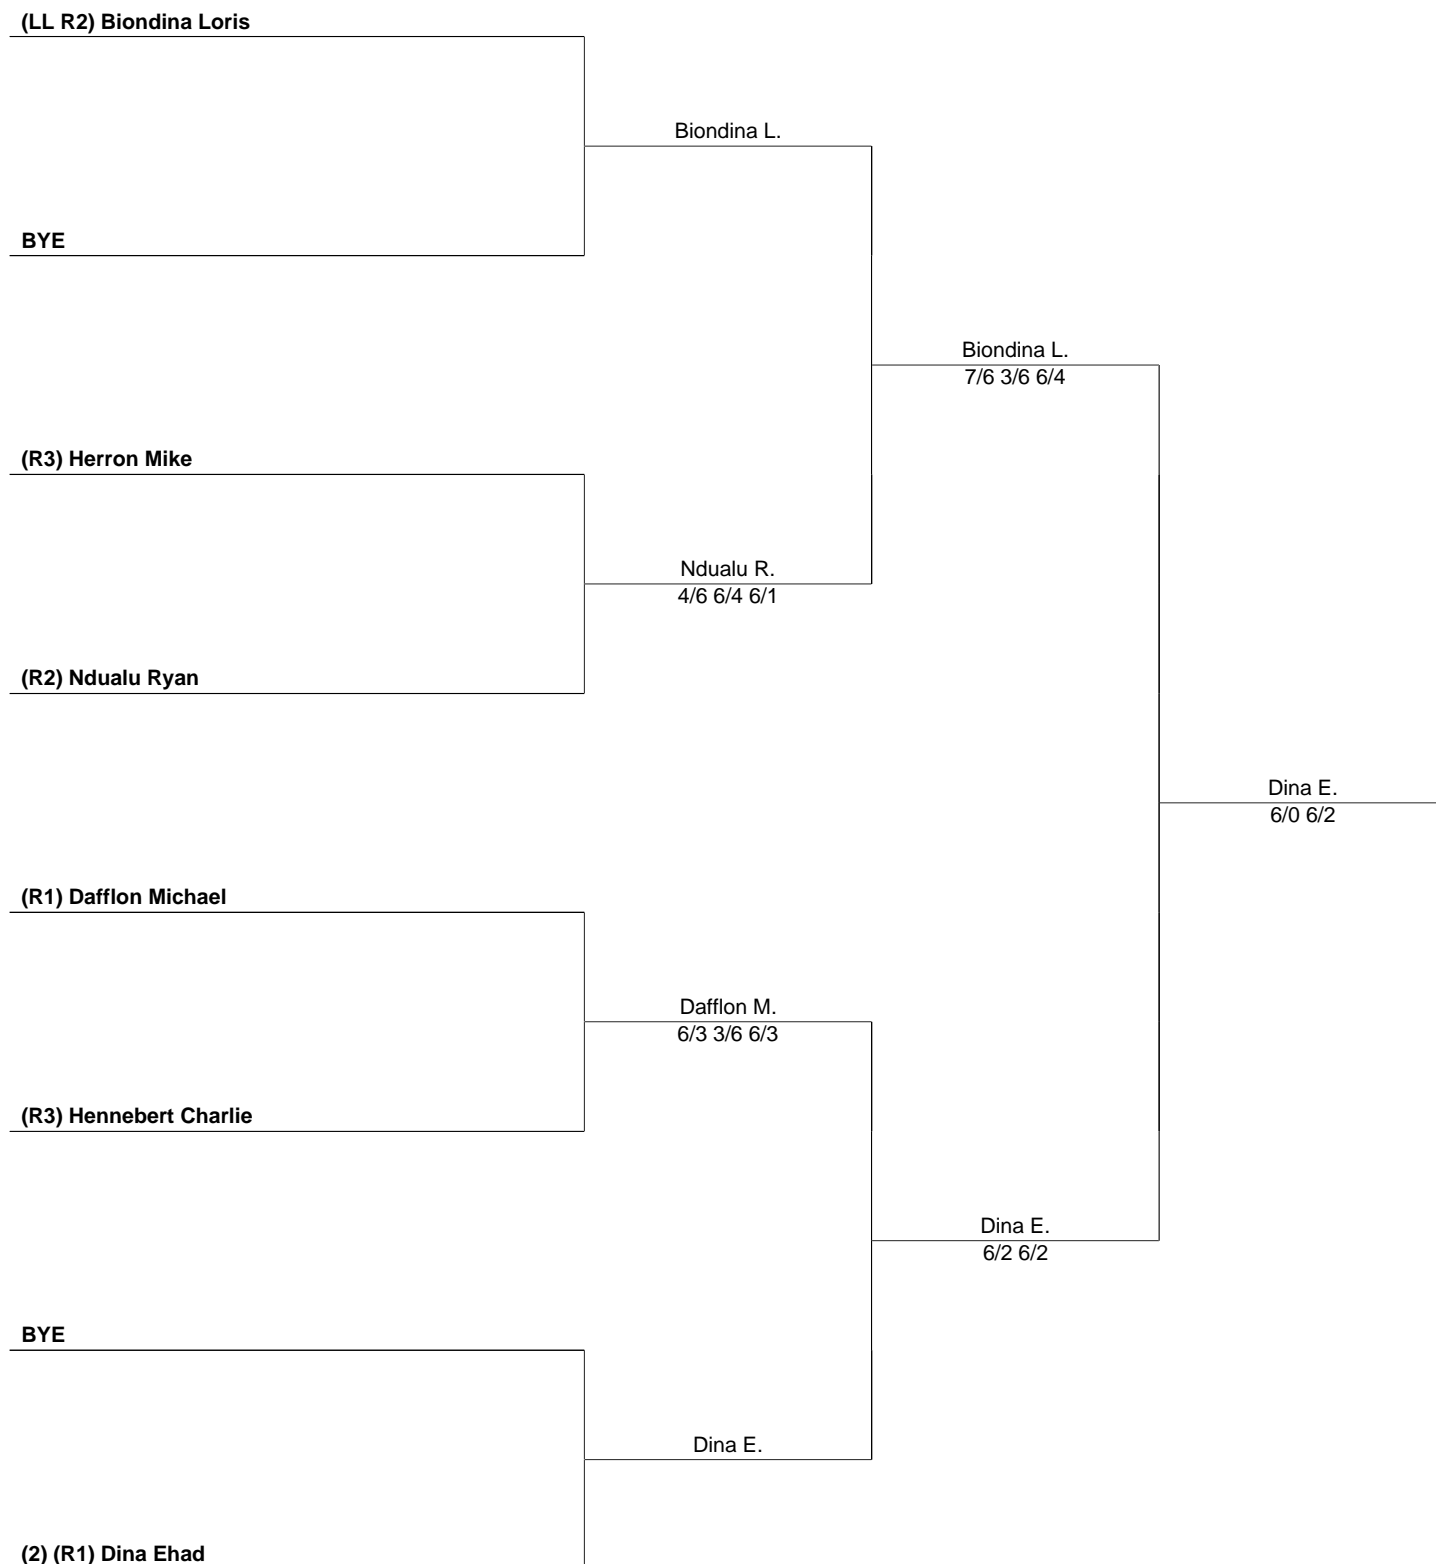 (LL R2) Biondina Loris
Biondina L.
BYE
Biondina L.
7/6 3/6 6/4
(R3) Herron Mike
Ndualu R.
4/6 6/4 6/1
(R2) Ndualu Ryan
Dina E.
6/0 6/2
(R1) Dafflon Michael
Dafflon M.
6/3 3/6 6/3
(R3) Hennebert Charlie
Dina E.
6/2 6/2
BYE
Dina E.
(2) (R1) Dina Ehad